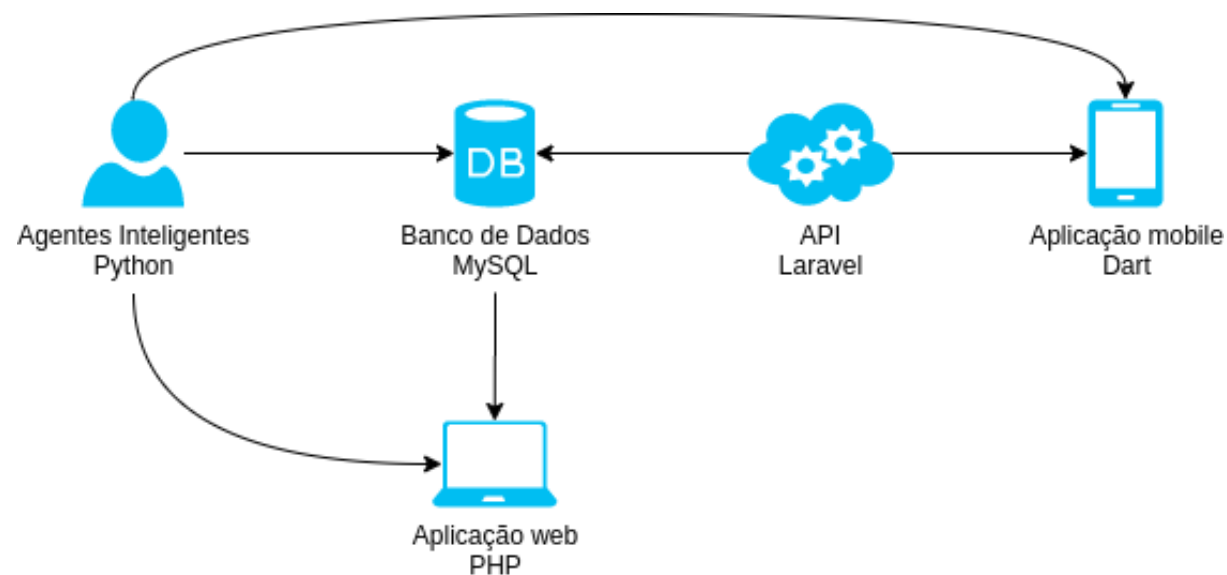 DB
Agentes Inteligentes
Python
Banco de Dados
MySQL
API
Laravel
Aplicação mobile
Dart
Aplicação web
PHP